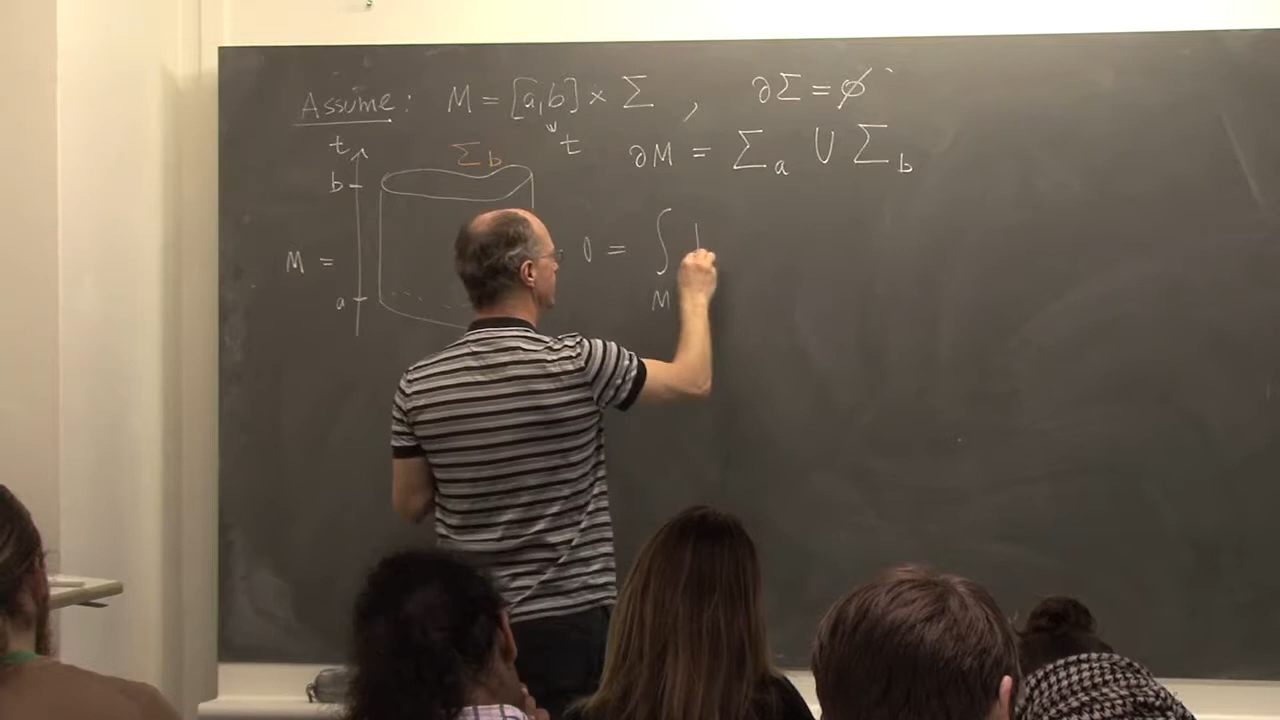 Assume: M = [a,b] × Σ , ∂Σ = ∅
t
∂M = Σa ∪ Σb
t
Σb
b
M =
a
0 = ∫
M